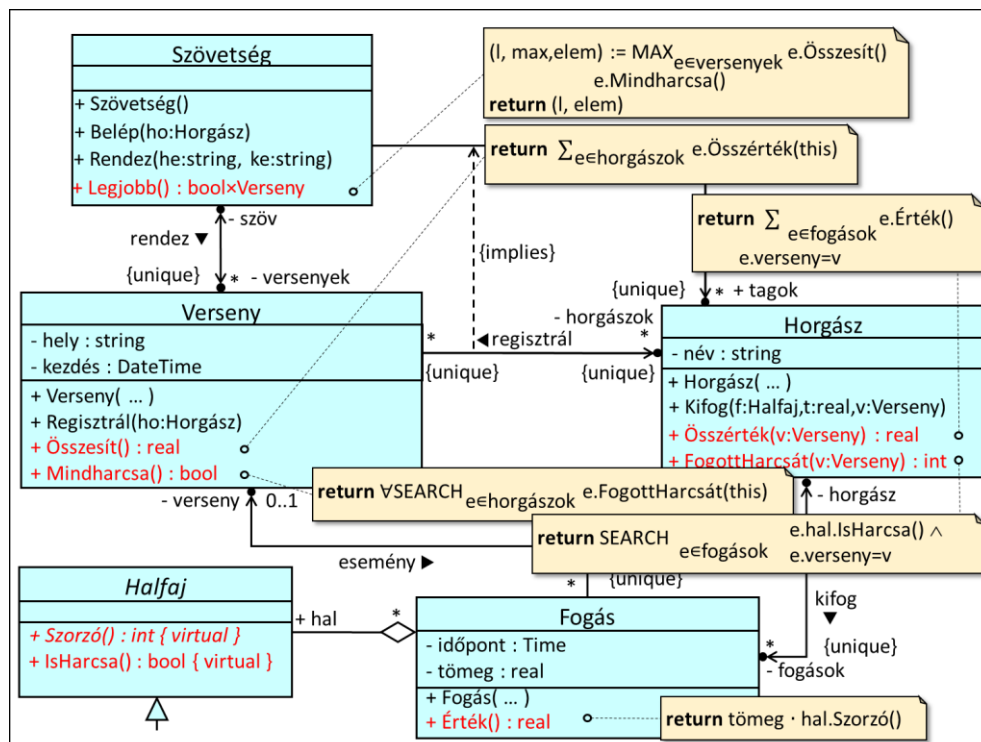 Szövetség
+ Szövetség()
+ Belép(ho:Horgász)
+ Rendez(he:string, ke:string)
+ Legjobb() : bool×Verseny
(l, max,elem) := MAX e∈versenyek e.Összesít()
e.Mindharcsa()
return (l, elem)
return ∑ e∈horgászok e.Összérték(this)
return ∑ e∈fogások e.Érték()
e.verseny=v
- szöv
rendez ▼
{unique}
* - versenyek
{implies}
{unique}
* + tagok
Verseny
- hely : string
- kezdés : DateTime
+ Verseny( ... )
+ Regisztrál(ho:Horgász)
+ Összesít() : real
+ Mindharcsa() : bool
*
{unique}
◀ regisztrál
- horgászok
*
{unique}
Horgász
- név : string
+ Horgász( ... )
+ Kifog(f:Halfaj,t:real,v:Verseny)
+ Összérték(v:Verseny) : real
+ FogottHarcsát(v:Verseny) : int
- verseny
0..1
return ∀SEARCH e∈horgászok e.FogottHarcsát(this)
- horgász
return SEARCH e∈fogások e.hal.IsHarcsa() ∧
e.verseny=v
esemény ▶
*
{unique}
kifog
▼
{unique}
*
- fogások
Halfaj
+ Szorzó() : int { virtual }
+ IsHarcsa() : bool { virtual }
+ hal
*
Fogás
- időpont : Time
- tömeg : real
+ Fogás( ... )
+ Érték() : real
return tömeg · hal.Szorzó()